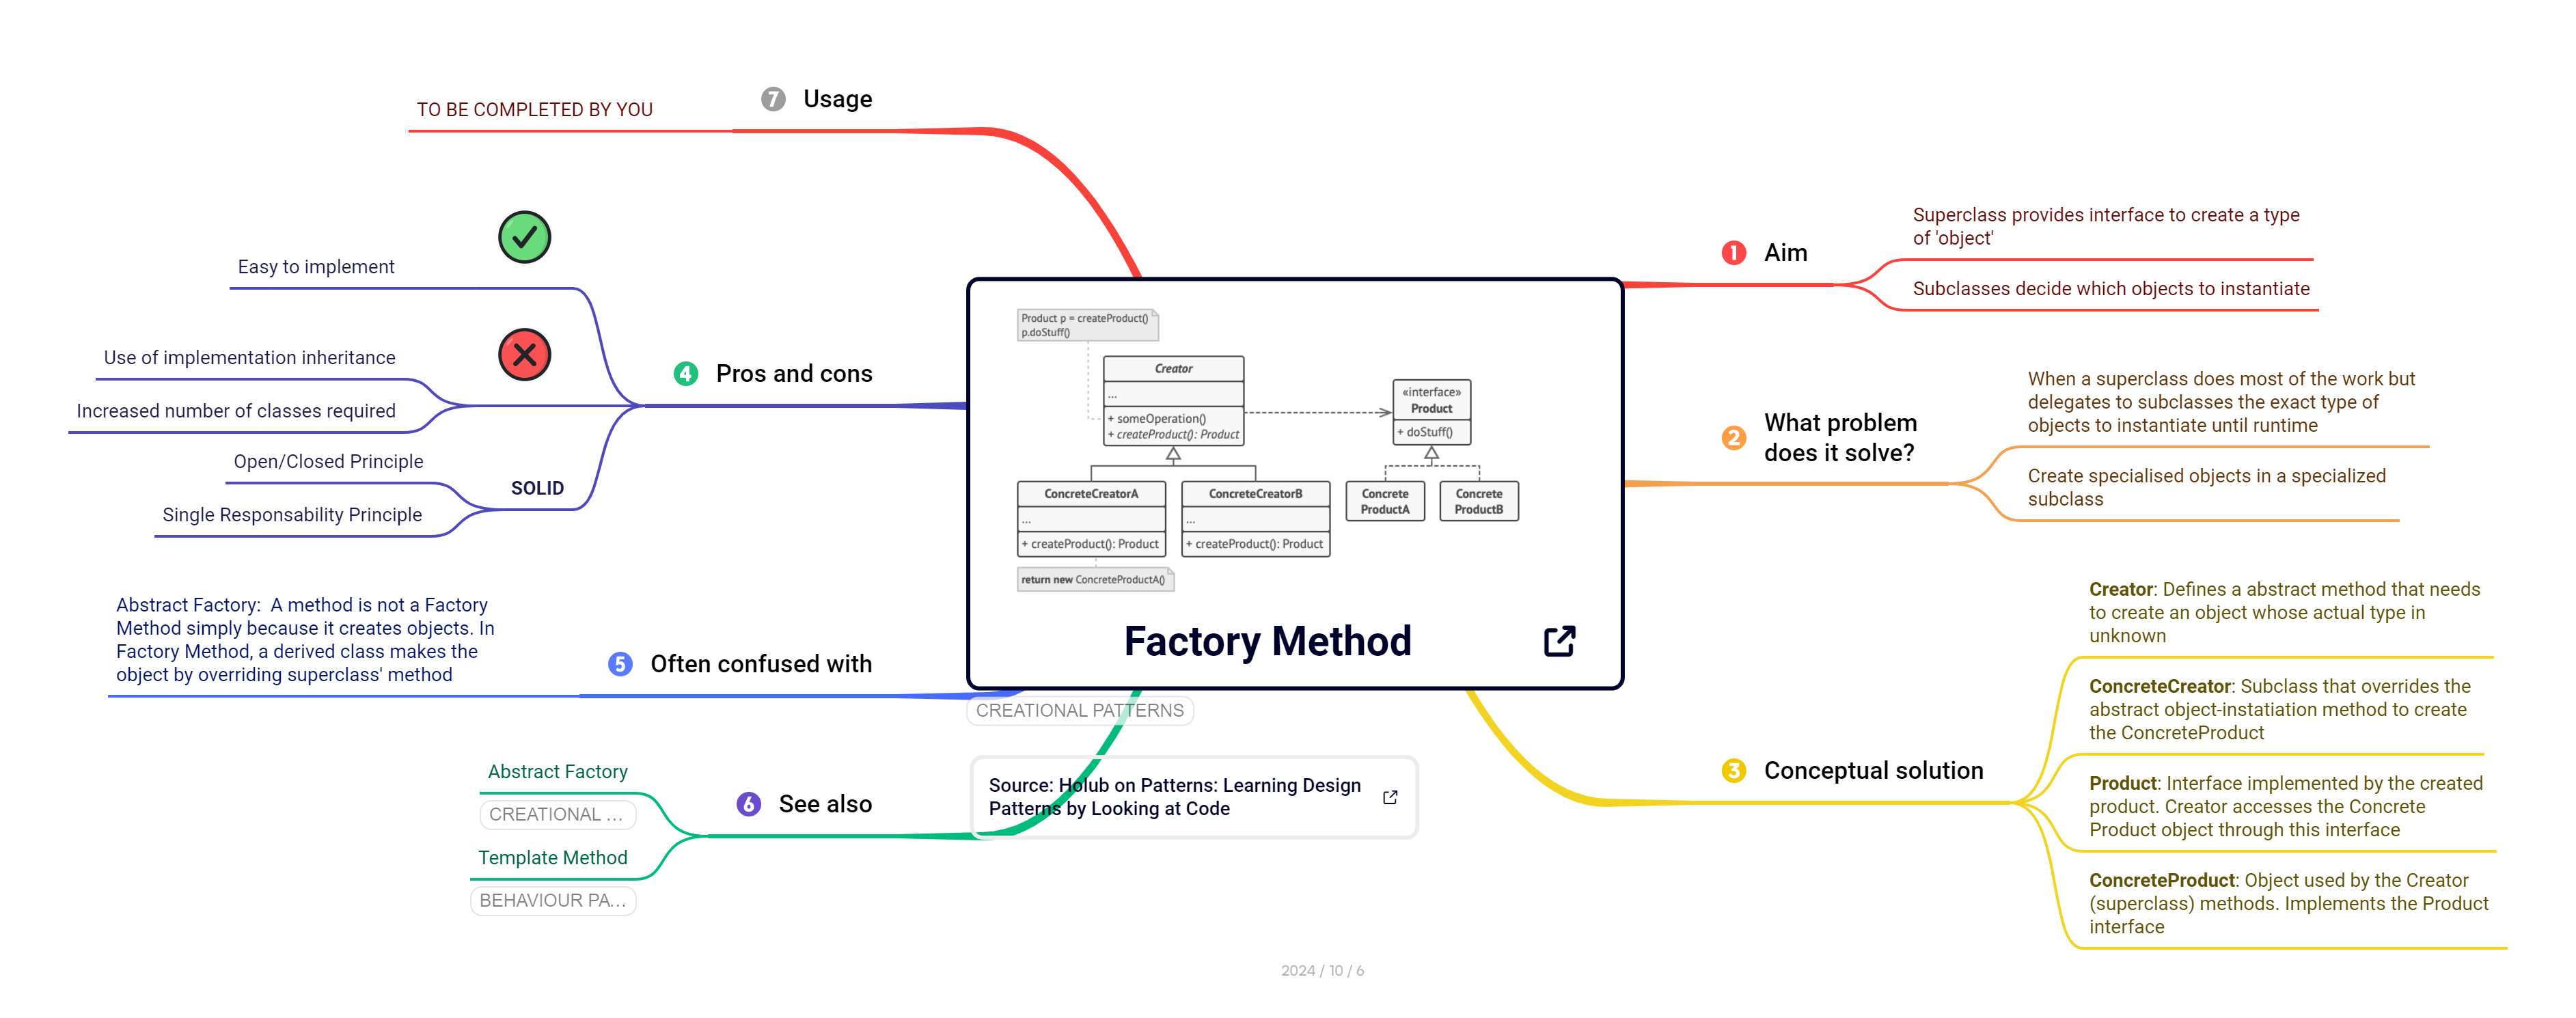 7 Usage
TO BE COMPLETED BY YOU
4 Pros and cons
Easy to implement
Use of implementation inheritance
Increased number of classes required
SOLID
Open/Closed Principle
Single Responsability Principle
5 Often confused with
Abstract Factory:  A method is not a Factory
Method simply because it creates objects. In
Factory Method, a derived class makes the
object by overriding superclass' method
6 See also
Abstract Factory
CREATIONAL ...
Template Method
BEHAVIOUR PA...
Product p = createProduct()
p.doStuff()
Creator
...
+ someOperation()
+ createProduct(): Product
«interface»
Product
+ doStuff()
ConcreteCreatorA
...
+ createProduct(): Product
ConcreteCreatorB
...
+ createProduct(): Product
Concrete
ProductA
Concrete
ProductB
return new ConcreteProductA()
Factory Method
CREATIONAL PATTERNS
Source: Holub on Patterns: Learning Design
Patterns by Looking at Code
1 Aim
Superclass provides interface to create a type
of 'object'
Subclasses decide which objects to instantiate
2 What problem
does it solve?
When a superclass does most of the work but
delegates to subclasses the exact type of
objects to instantiate until runtime
Create specialised objects in a specialized
subclass
3 Conceptual solution
Creator: Defines a abstract method that needs
to create an object whose actual type in
unknown
ConcreteCreator: Subclass that overrides the
abstract object-instatiation method to create
the ConcreteProduct
Product: Interface implemented by the created
product. Creator accesses the Concrete
Product object through this interface
ConcreteProduct: Object used by the Creator
(superclass) methods. Implements the Product
interface
2024 / 10 / 6